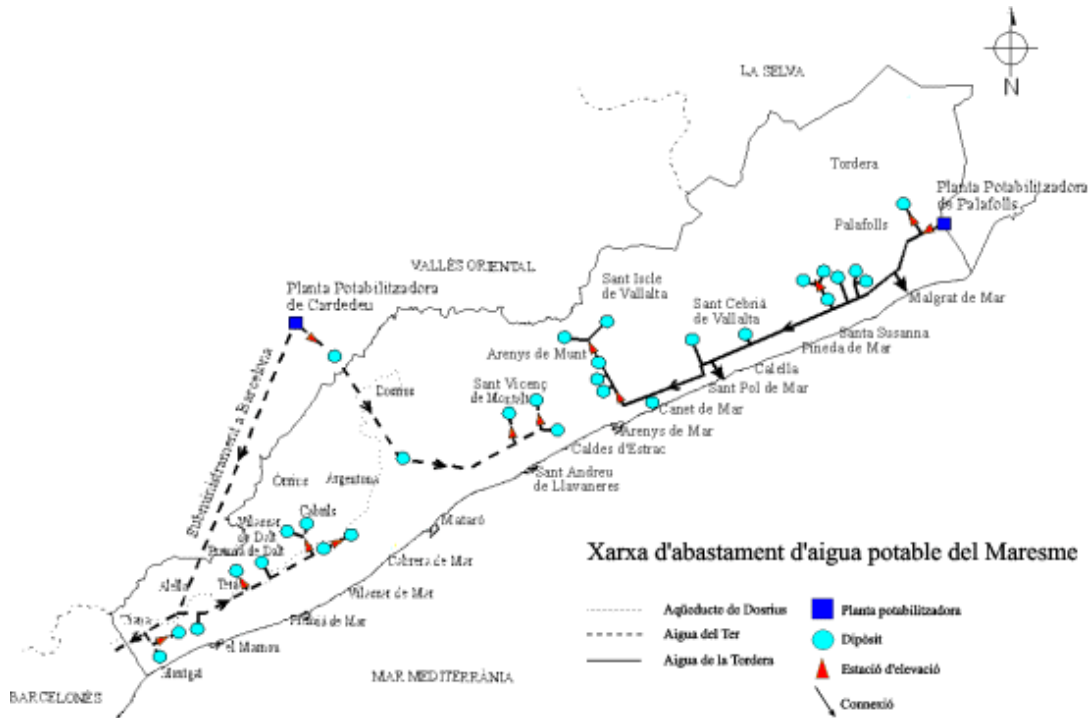 LA SELVA
N
Tordera
Planta Potabilitzadora
de Palafolls
Palafolls
VALLÈS ORIENTAL
Sant Iscle
de Vallalta
Planta Potabilitzadora
de Cardedeu
Malgrat de Mar
Sant Cebrià
de Vallalta
Santa Susanna
Pineda de Mar
Arenys de Munt
Calella
Sant Pol de Mar
Subministrament a Barcelona
Dosrius
Sant Vicenç
de Montalt
Canet de Mar
Arenys de Mar
Caldes d'Estrac
Sant Andreu
de Llavaneres
Òrrius
Argentona
Cabrils
Vilassar
de Dalt
Mataró
Premià de Dalt
Cabrera de Mar
Alella
Teià
Vilassar de Mar
Tiana
Premià de Mar
el Masnou
Montgat
MAR MEDITERRÀNIA
BARCELONÈS
Xarxa d'abastament d'aigua potable del Maresme
Aqüeducte de Dosrius
Planta potabilitzadora
Aigua del Ter
Dipòsit
Aigua de la Tordera
Estació d'elevació
Connexió